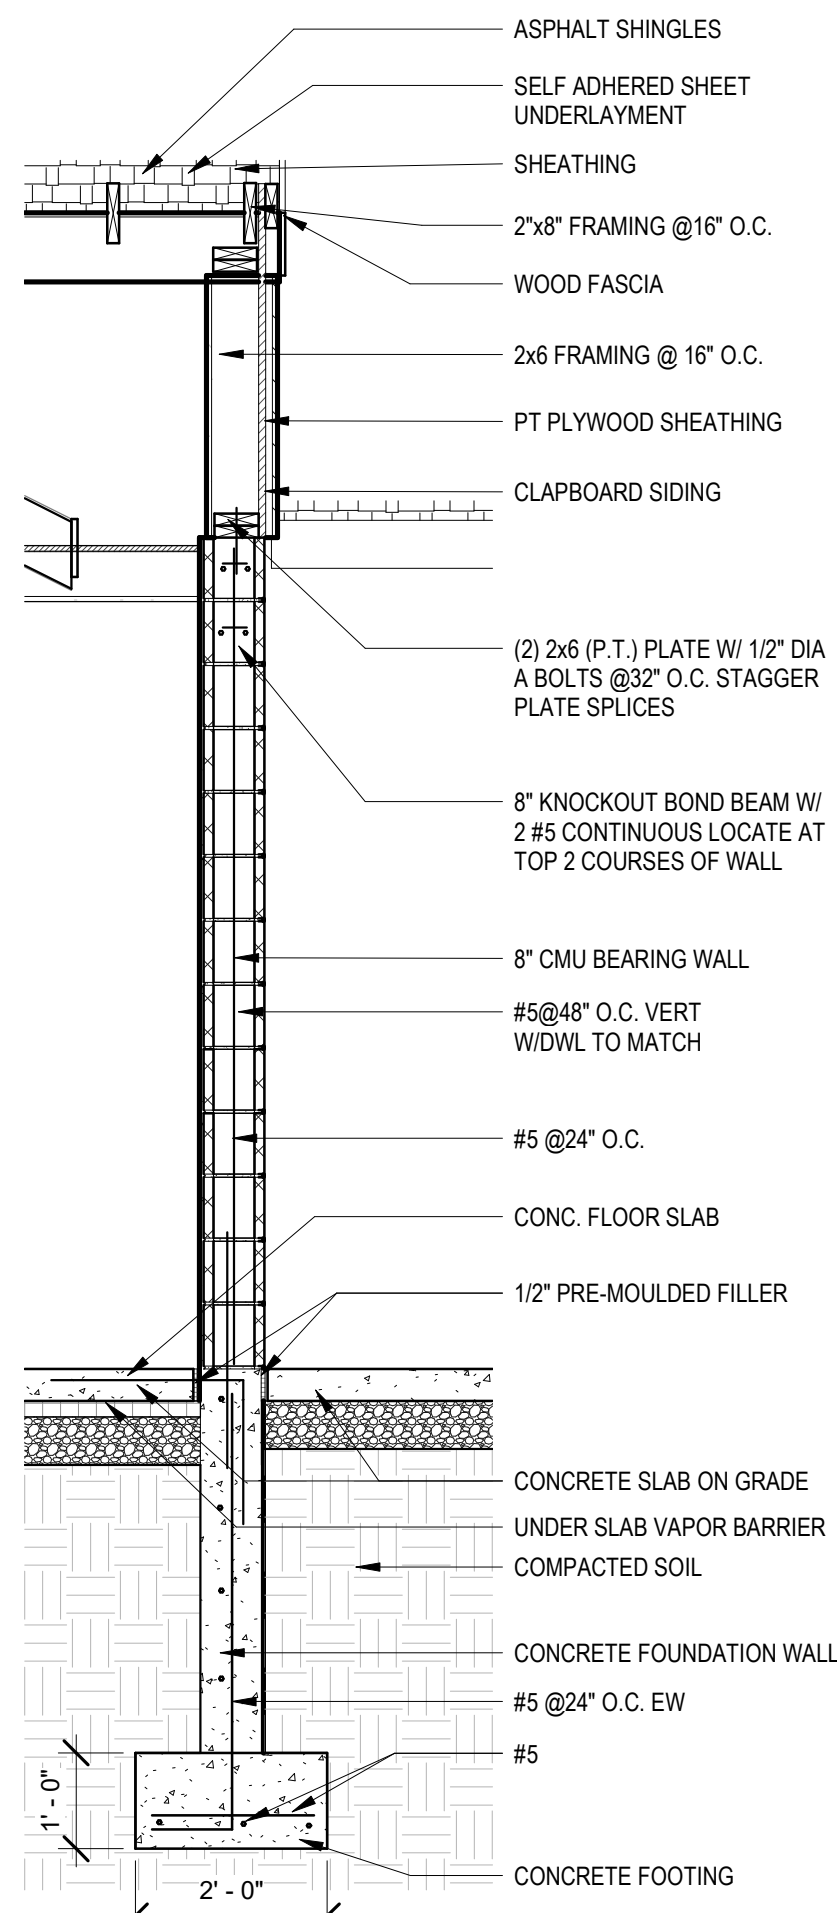 ASPHALT SHINGLES
SELF ADHERED SHEET
UNDERLAYMENT
SHEATHING
2"x8" FRAMING @16" O.C.
WOOD FASCIA
2x6 FRAMING @ 16" O.C.
PT PLYWOOD SHEATHING
CLAPBOARD SIDING
(2) 2x6 (P.T.) PLATE W/ 1/2" DIA
A BOLTS @32" O.C. STAGGER
PLATE SPLICES
8" KNOCKOUT BOND BEAM W/
2 #5 CONTINUOUS LOCATE AT
TOP 2 COURSES OF WALL
8" CMU BEARING WALL
#5@48" O.C. VERT
W/DWL TO MATCH
#5 @24" O.C.
CONC. FLOOR SLAB
1/2" PRE-MOULDED FILLER
CONCRETE SLAB ON GRADE
UNDER SLAB VAPOR BARRIER
COMPACTED SOIL
CONCRETE FOUNDATION WALL
#5 @24" O.C. EW
#5
1' - 0"
CONCRETE FOOTING
2' - 0"